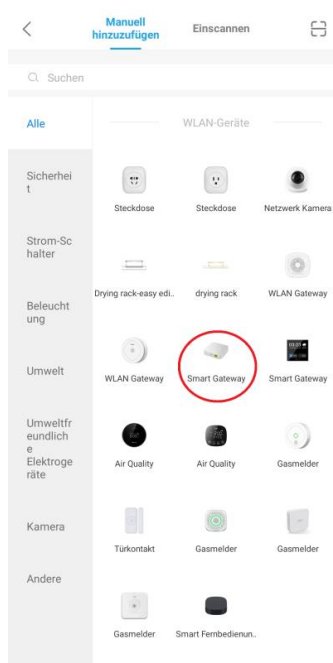 Manuell
hinzuzufügen
Einscannen
Suchen
Alle
WLAN-Geräte
Sicherhei
t
Steckdose
Steckdose
Netzwerk Kamera
Strom-Sc
halter
Drying rack-easy edi..
drying rack
WLAN Gateway
Beleucht
ung
Umwelt
WLAN Gateway
Smart Gateway
Smart Gateway
Umweltfr
eundlich
e
Elektroge
räte
Air Quality
Air Quality
Gasmelder
Kamera
Türkontakt
Gasmelder
Gasmelder
Andere
Gasmelder
Smart Fernbedienun..